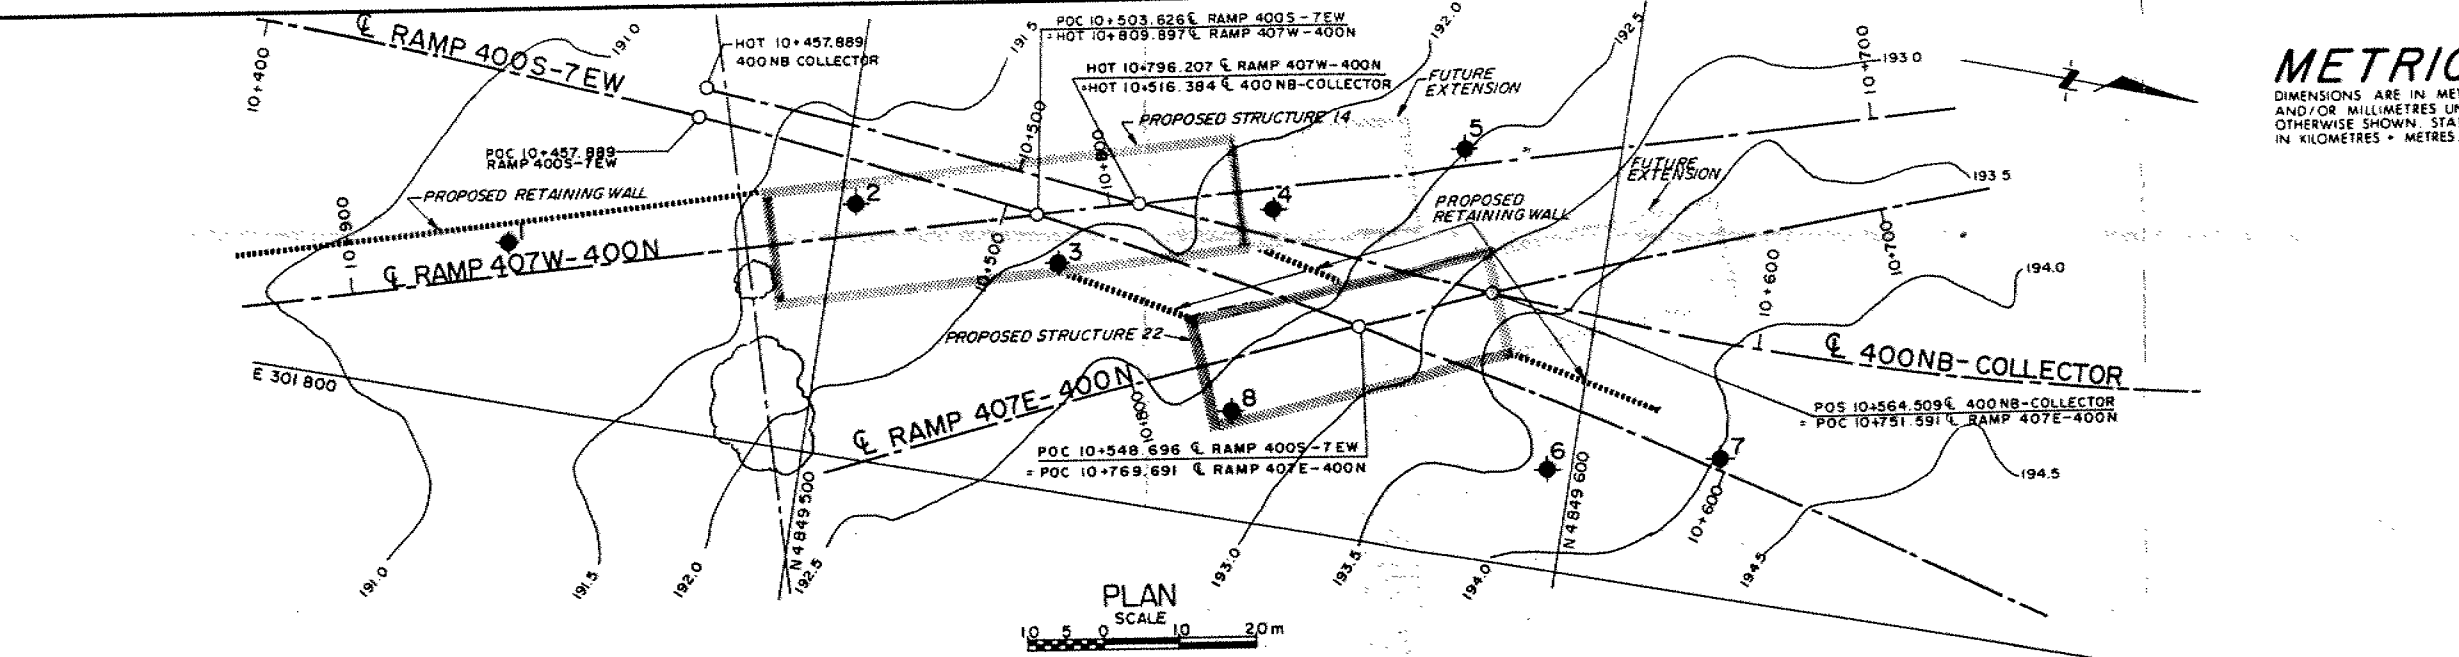 ℄ RAMP 400S-7EW
10+400
191.0
HOT 10+457.889
400 NB COLLECTOR
191.5
POC 10+503.626 ℄ RAMP 400S-7EW
=HOT 10+809.897 ℄ RAMP 407W-400N
HOT 10+796.207 ℄ RAMP 407W-400N
=HOT 10+516.384 ℄ 400 NB-COLLECTOR
192.0
192.5
FUTURE
EXTENSION
10+700
193.0
Z
METRIC
DIMENSIONS ARE IN MET
AND/OR MILLIMETRES UN
OTHERWISE SHOWN. STA
IN KILOMETRES + METRES.
POC 10+457.889
RAMP 400S-7EW
10+500
10+800
PROPOSED STRUCTURE 14
5
FUTURE
EXTENSION
193.5
PROPOSED RETAINING WALL
2
4
PROPOSED
RETAINING WALL
10+900
1
℄ RAMP 407W-400N
10+500
3
10+600
10+700
194.0
PROPOSED STRUCTURE 22
℄ 400NB-COLLECTOR
E 301 800
℄ RAMP 407E-400N
10+800
8
POS 10+564.509 ℄ 400 NB-COLLECTOR
= POC 10+751.591 ℄ RAMP 407E-400N
POC 10+548.696 ℄ RAMP 400S-7EW
= POC 10+769.691 ℄ RAMP 407E-400N
6
7
194.5
N 4 849 500
N 4 849 600
10+600
191.0
191.5
192.0
192.5
193.0
193.5
194.0
194.5
PLAN
SCALE
10 5 0 10 20m